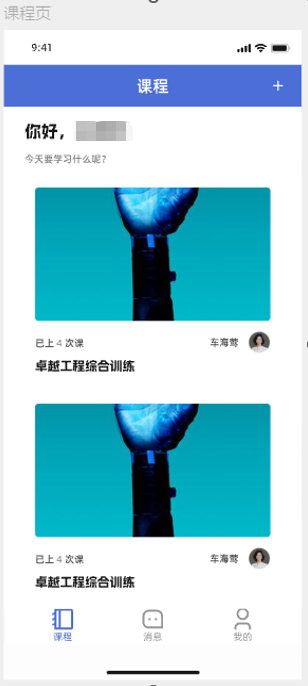 课程页
9:41
课程
+
你好，
今天要学习什么呢？
已上 4 次课 车海莺
卓越工程综合训练
已上 4 次课 车海莺
卓越工程综合训练
课程 消息 我的